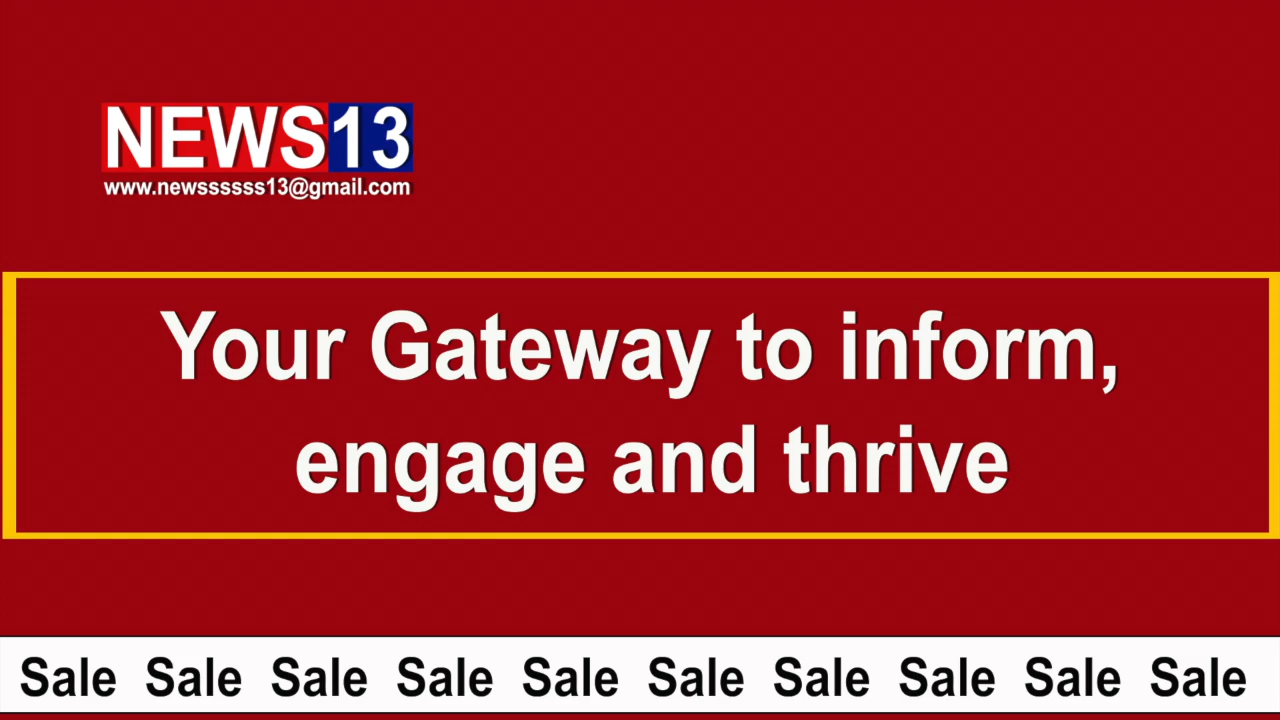 NEWS13
www.newssssss13@gmail.com
Your Gateway to inform,
engage and thrive
Sale Sale Sale Sale Sale Sale Sale Sale Sale Sale